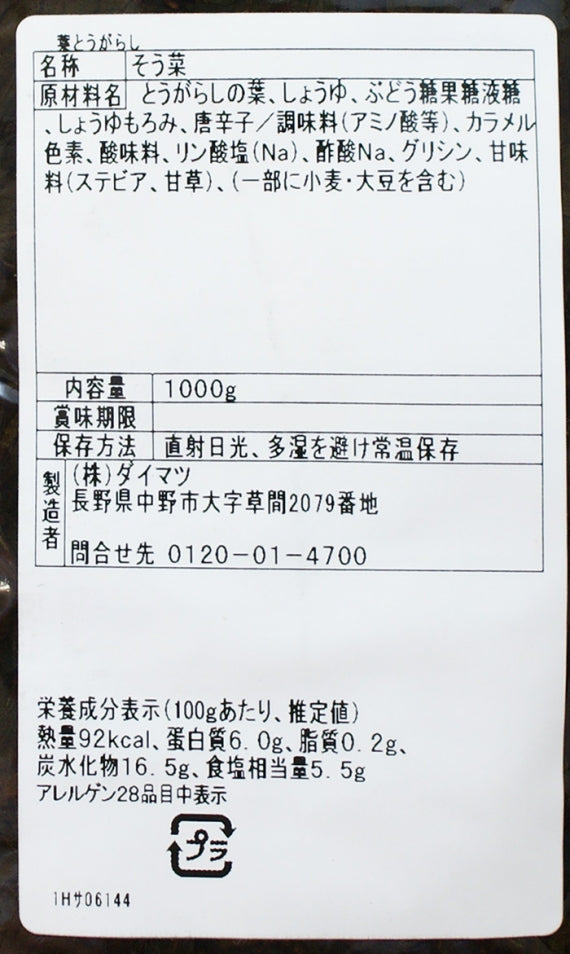 葉とうがらし
名称 そう菜
原材料名 とうがらしの葉、しょうゆ、ぶどう糖果糖液糖
、しょうゆもろみ、唐辛子／調味料(アミノ酸等)、カラメル
色素、酸味料、リン酸塩(Na)、酢酸Na、グリシン、甘味
料(ステビア、甘草)、(一部に小麦・大豆を含む)
内容量 1000g
賞味期限
保存方法 直射日光、多湿を避け常温保存
製造者 (株)ダイマツ
長野県中野市大字草間2079番地
問合せ先 0120－01－4700
栄養成分表示(100gあたり、推定値)
熱量92kcal、蛋白質6.0g、脂質0.2g、
炭水化物16.5g、食塩相当量5.5g
アレルゲン28品目中表示
プラ
1Hサ06144